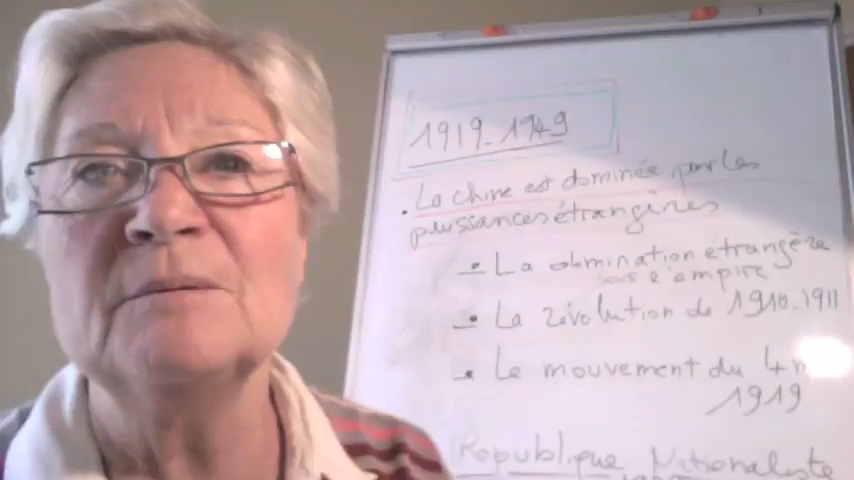 1919-1949
• La chine est dominée par les
puissances étrangères
- La domination étrangère
sous l'empire
- La révolution de 1910-1911
- Le mouvement du 4
1919
Republique Nationaliste